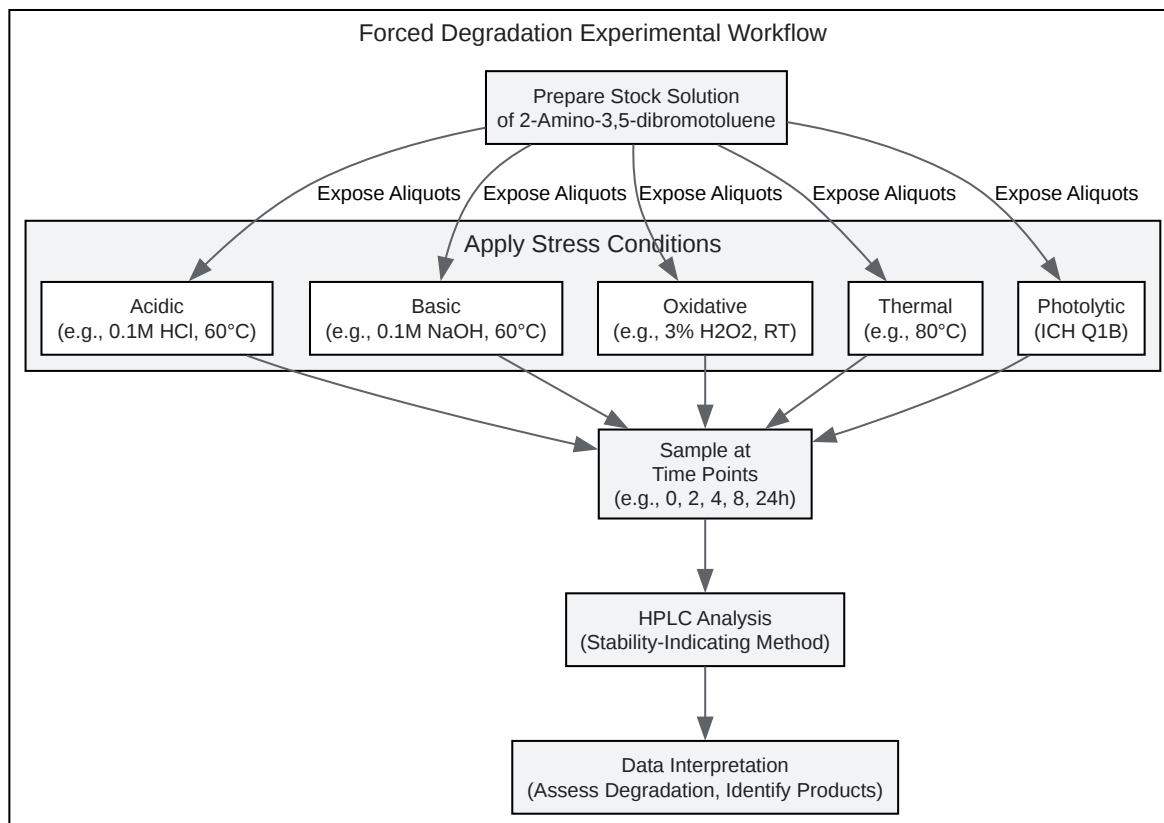 Forced Degradation Experimental Workflow
Prepare Stock Solution
of 2-Amino-3,5-dibromotoluene
Expose Aliquots
Expose Aliquots
Expose Aliquots
Expose Aliquots
Expose Aliquots
Apply Stress Conditions
Acidic
(e.g., 0.1M HCl, 60°C)
Basic
(e.g., 0.1M NaOH, 60°C)
Oxidative
(e.g., 3% H2O2, RT)
Thermal
(e.g., 80°C)
Photolytic
(ICH Q1B)
Sample at
Time Points
(e.g., 0, 2, 4, 8, 24h)
HPLC Analysis
(Stability-Indicating Method)
Data Interpretation
(Assess Degradation, Identify Products)